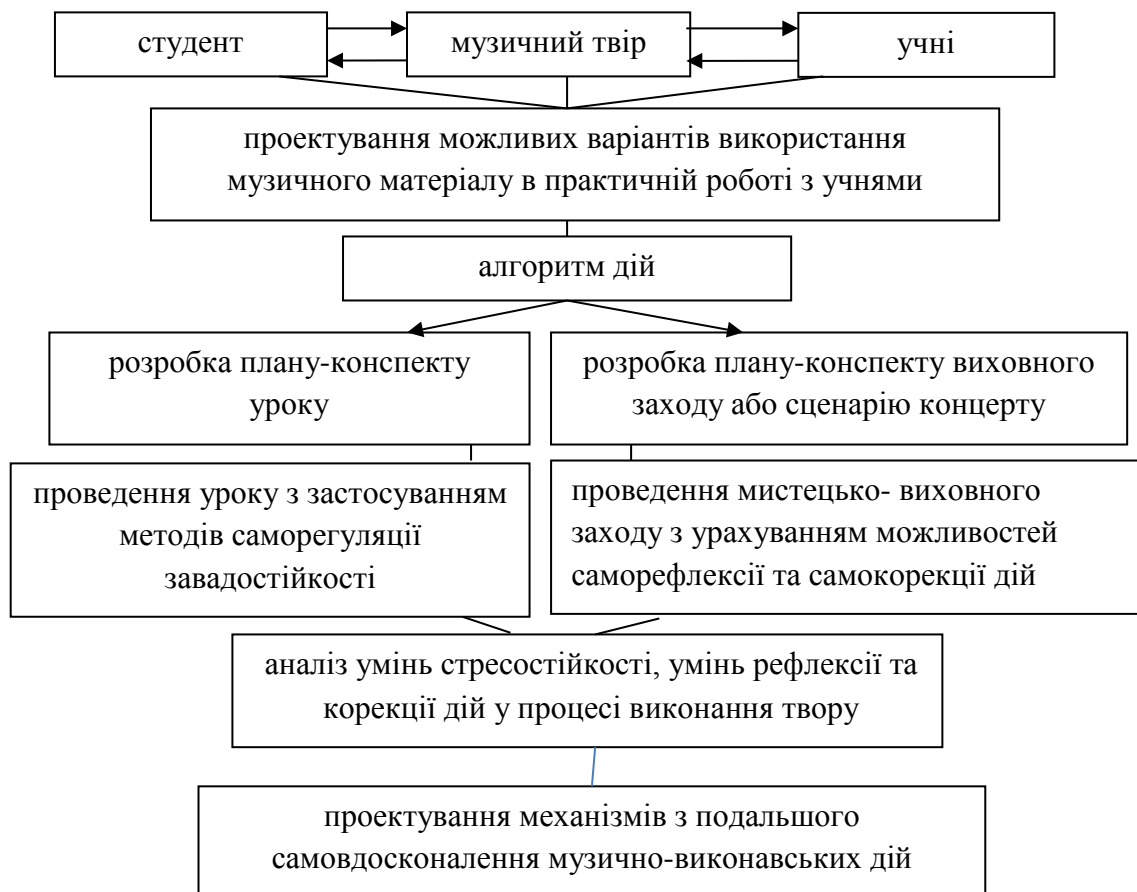 студент
музичний твір
учні
проектування можливих варіантів використання
музичного матеріалу в практичній роботі з учнями
алгоритм дій
розробка плану-конспекту
уроку
розробка плану-конспекту виховного
заходу або сценарію концерту
проведення уроку з застосуванням
методів саморегуляції
завадостійкості
проведення мистецько- виховного
заходу з урахуванням можливостей
саморефлексії та самокорекції дій
аналіз умінь стресостійкості, умінь рефлексії та
корекції дій у процесі виконання твору
проектування механізмів з подальшого
самовдосконалення музично-виконавських дій